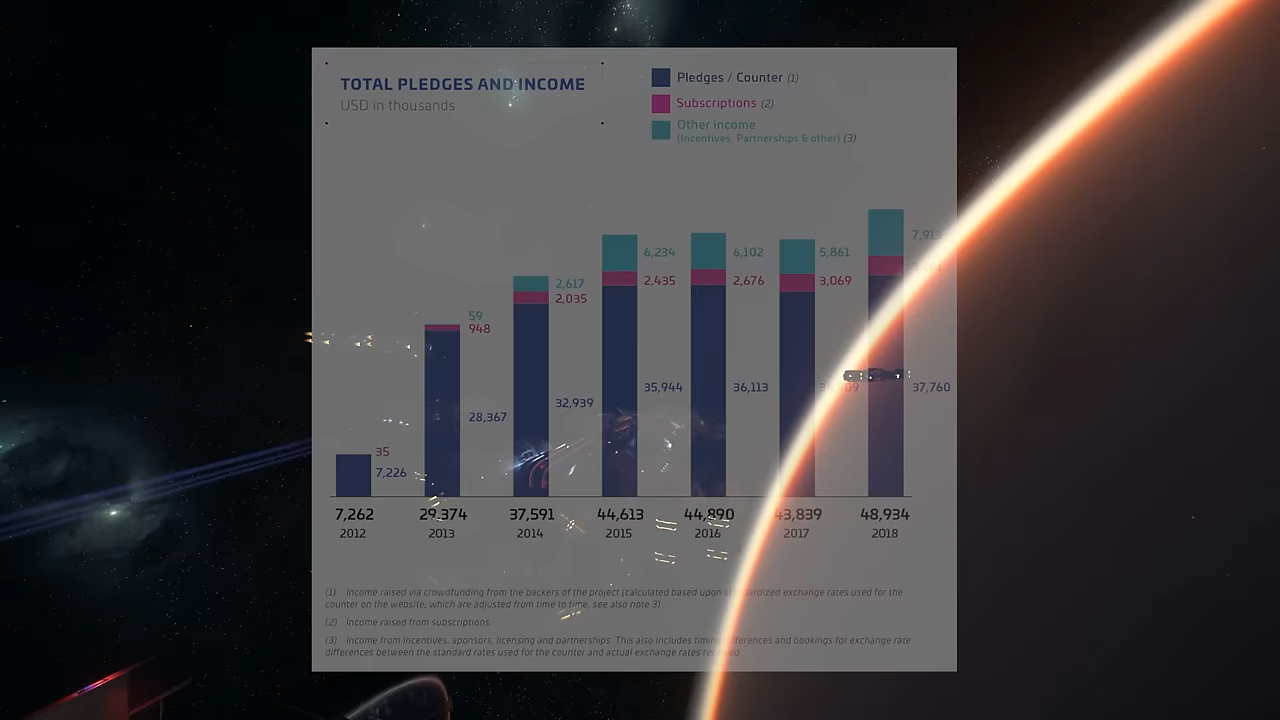 TOTAL PLEDGES AND INCOME
USD in thousands
Pledges / Counter (1)
Subscriptions (2)
Other income
(Incentives, Partnerships & other) (3)
35
7,226
7,262
2012
59
948
28,367
29,374
2013
2,617
2,035
32,939
37,591
2014
6,234
2,435
35,944
44,613
2015
6,102
2,676
36,113
44,890
2016
5,861
3,069
43,839
2017
7,913
37,760
48,934
2018
(1) Income raised via crowdfunding from the backers of the project (calculated based upon standardized exchange rates used for the
counter on the website, which are adjusted from time to time, see also note 3)
(2) Income raised from subscriptions
(3) Income from incentives, sponsors, licensing and partnerships. This also includes timing differences and bookings for exchange rate
differences between the standard rates used for the counter and actual exchange rates received.